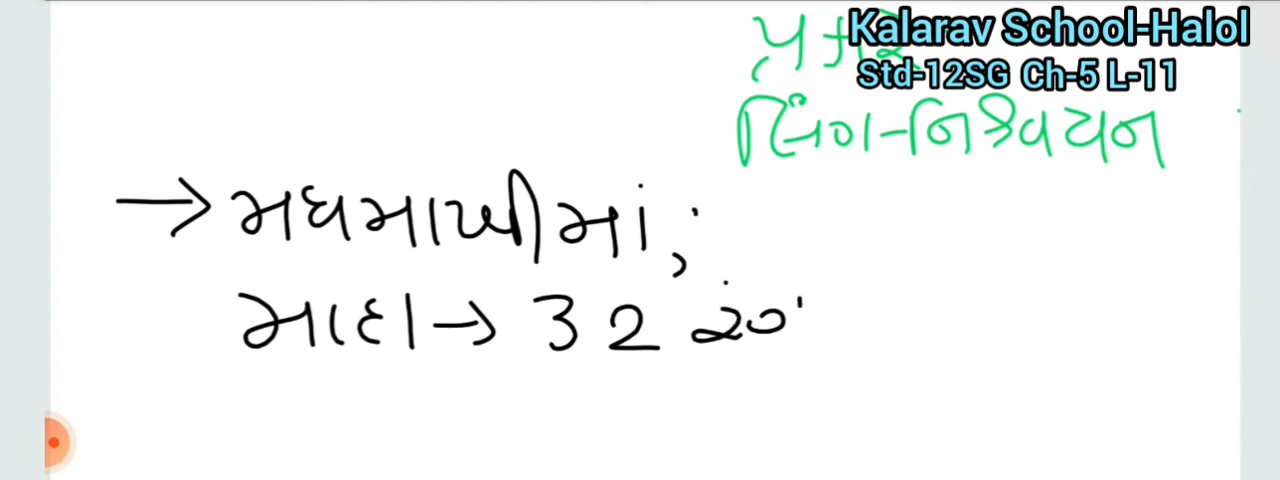 Kalarav School-Halol
Std-12SG Ch-5 L-11
લિંગ-નિશ્ચયન
→ મધમાખીમાં;
માદા → 32 રં